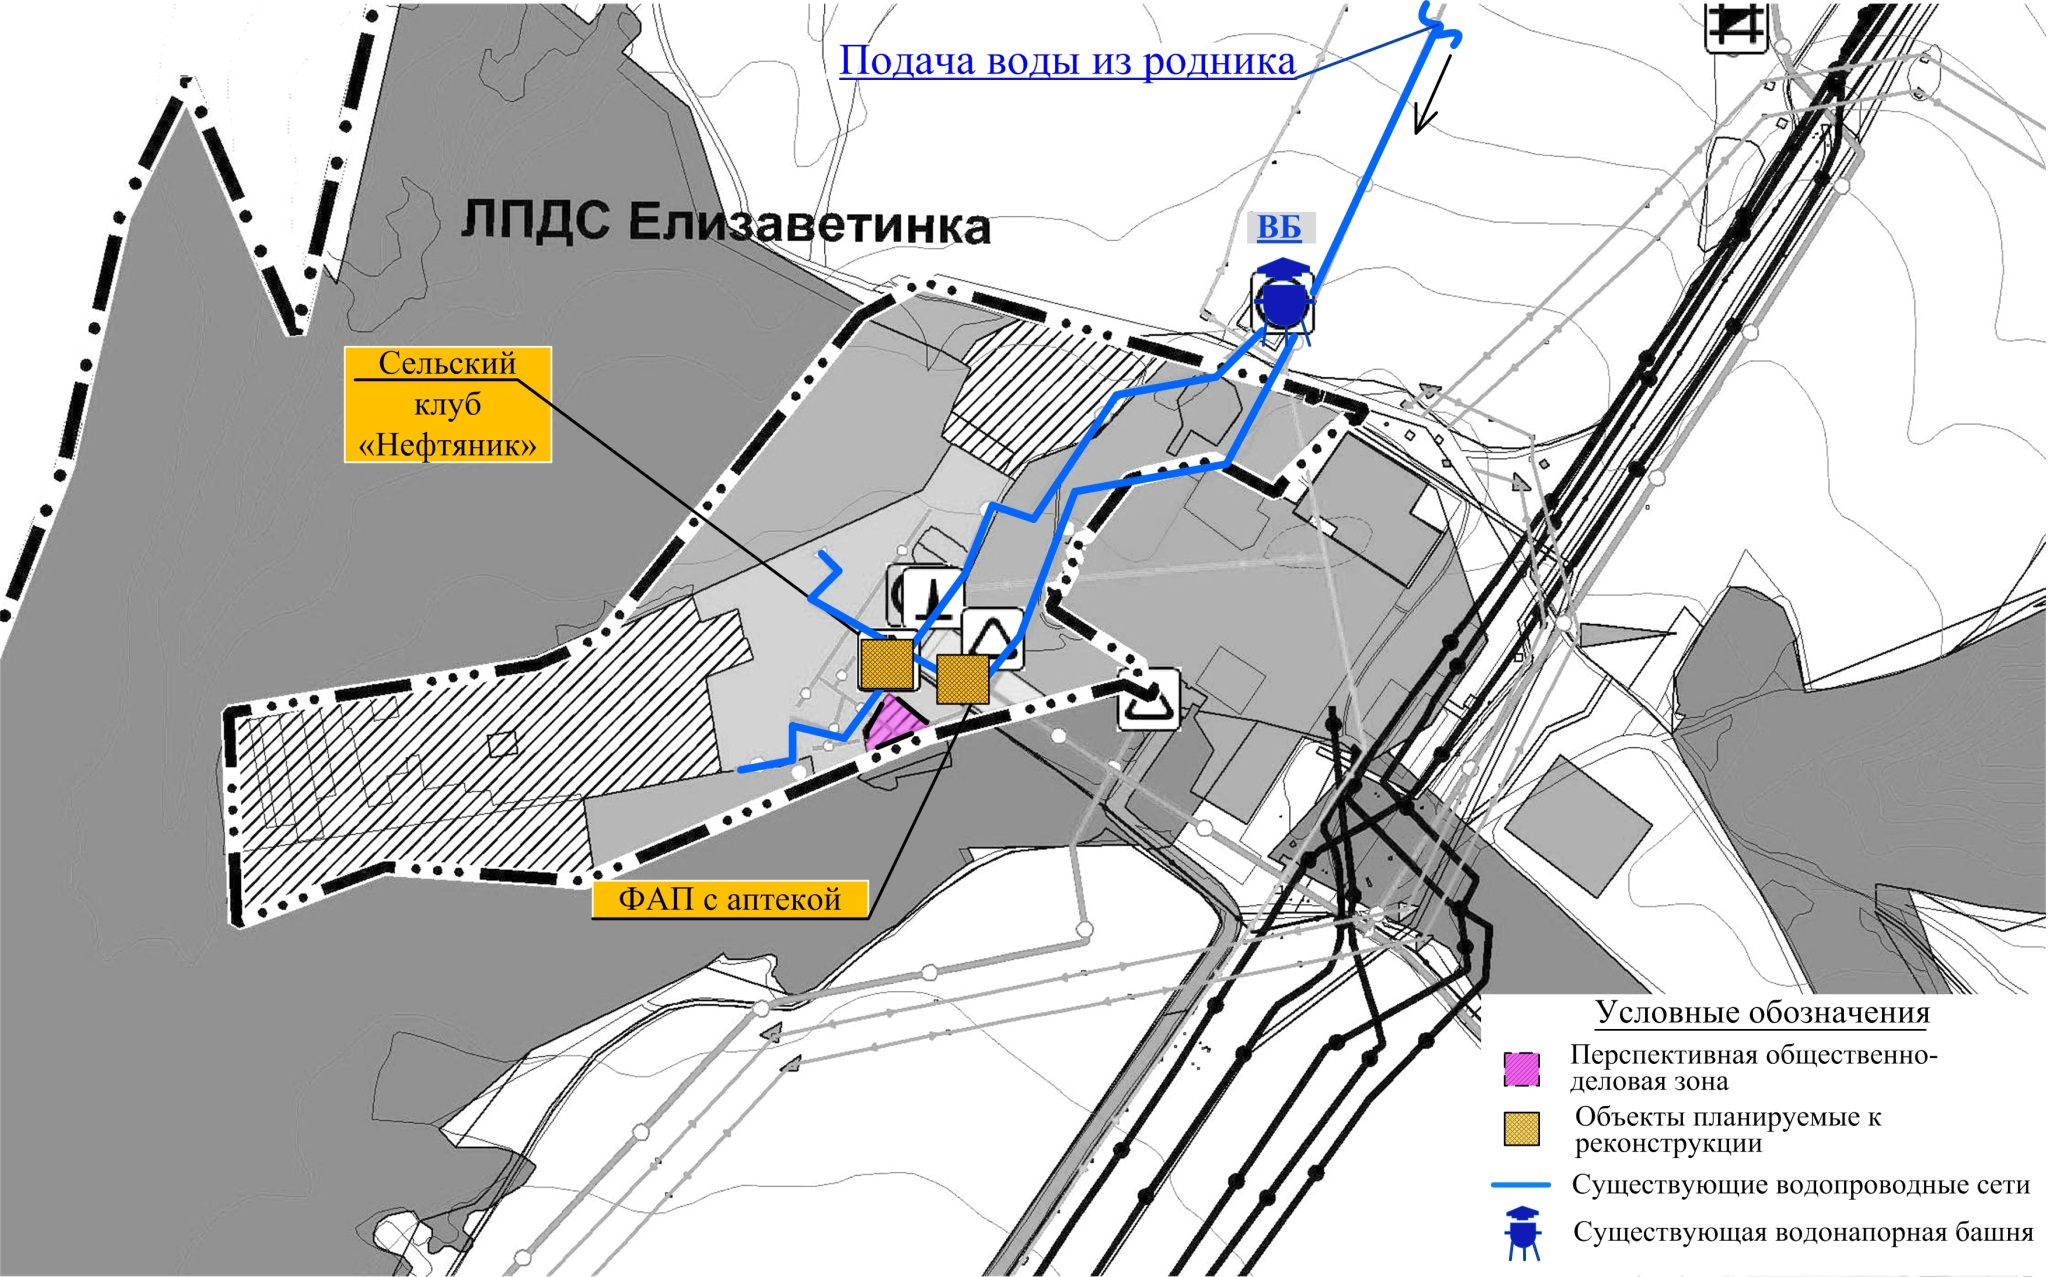 Подача воды из родника
ЛПДС Елизаветинка
ВБ
Сельский
клуб
«Нефтяник»
ФАП с аптекой
Условные обозначения
Перспективная общественно-
деловая зона
Объекты планируемые к
реконструкции
Существующие водопроводные сети
Существующая водонапорная башня